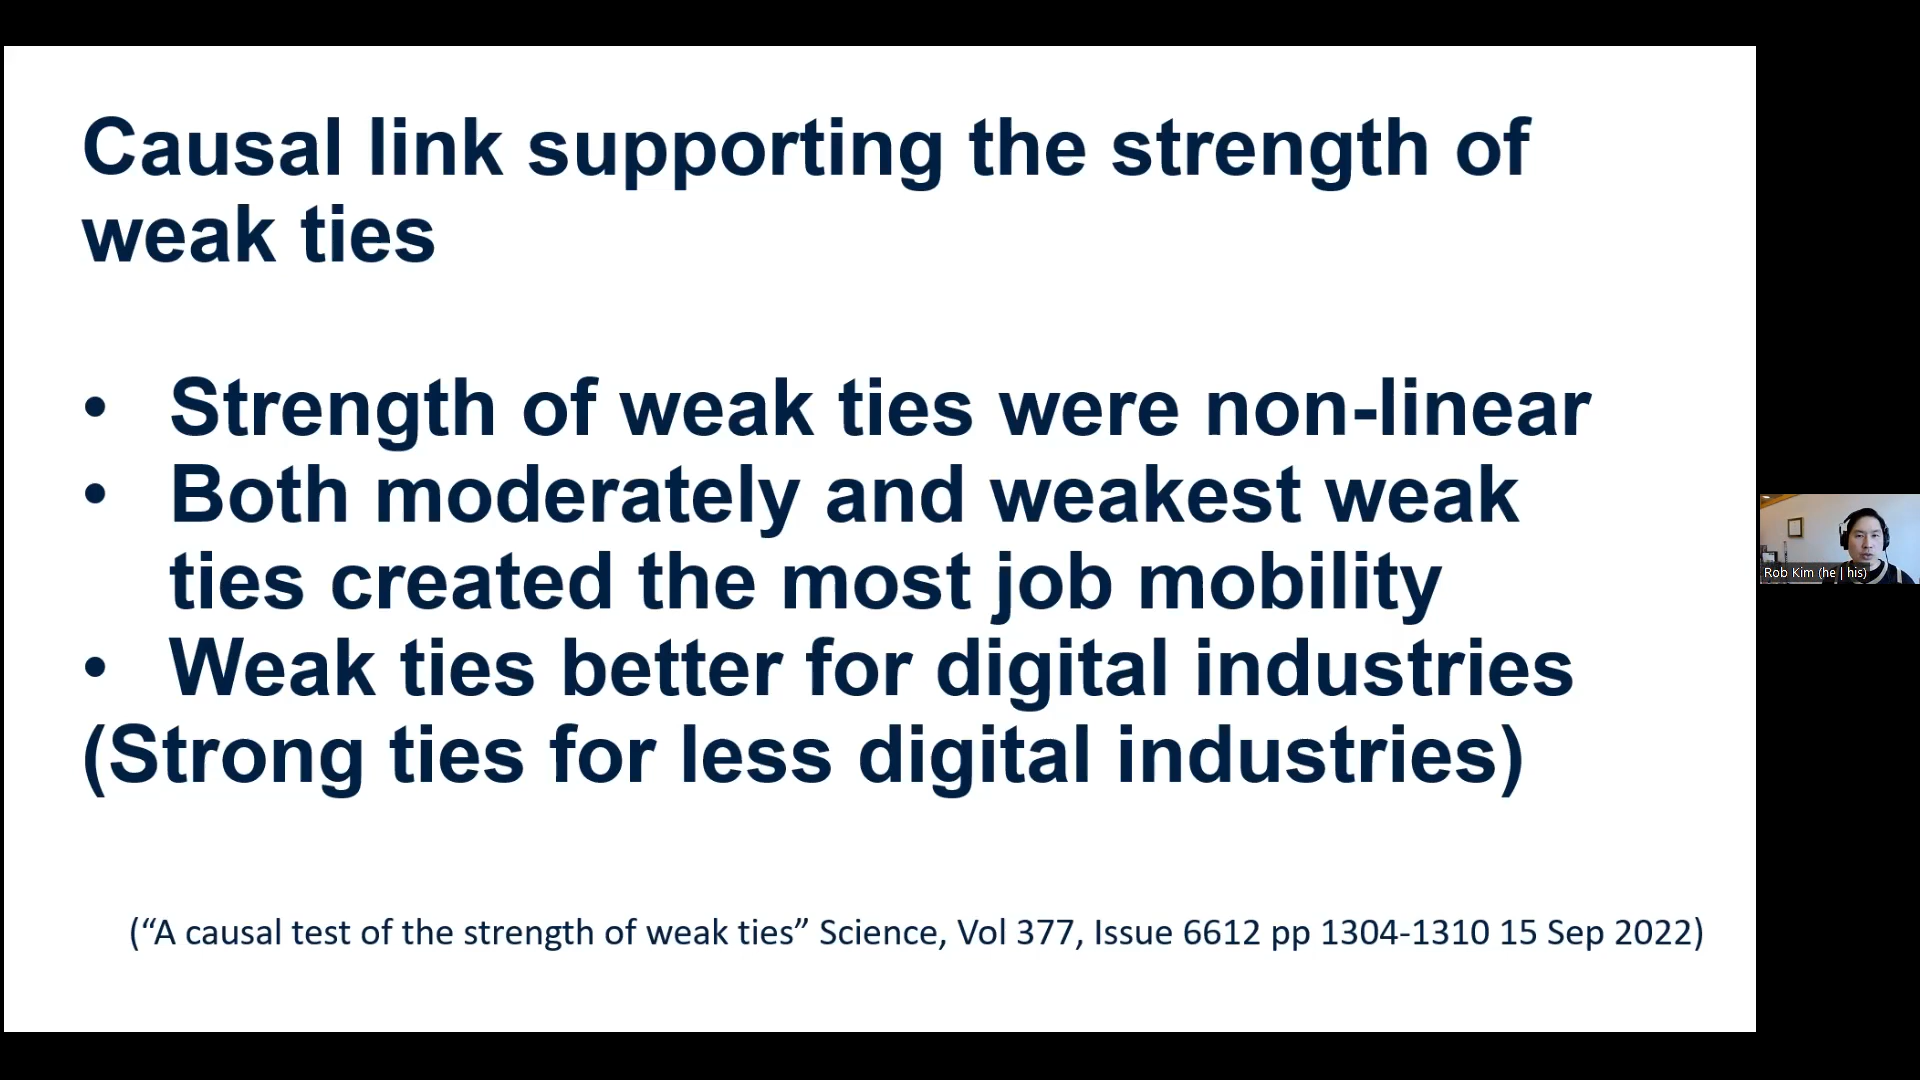 Causal link supporting the strength of
weak ties
• Strength of weak ties were non-linear
• Both moderately and weakest weak
ties created the most job mobility
• Weak ties better for digital industries
(Strong ties for less digital industries)
(“A causal test of the strength of weak ties” Science, Vol 377, Issue 6612 pp 1304-1310 15 Sep 2022)
Rob Kim (he | his)